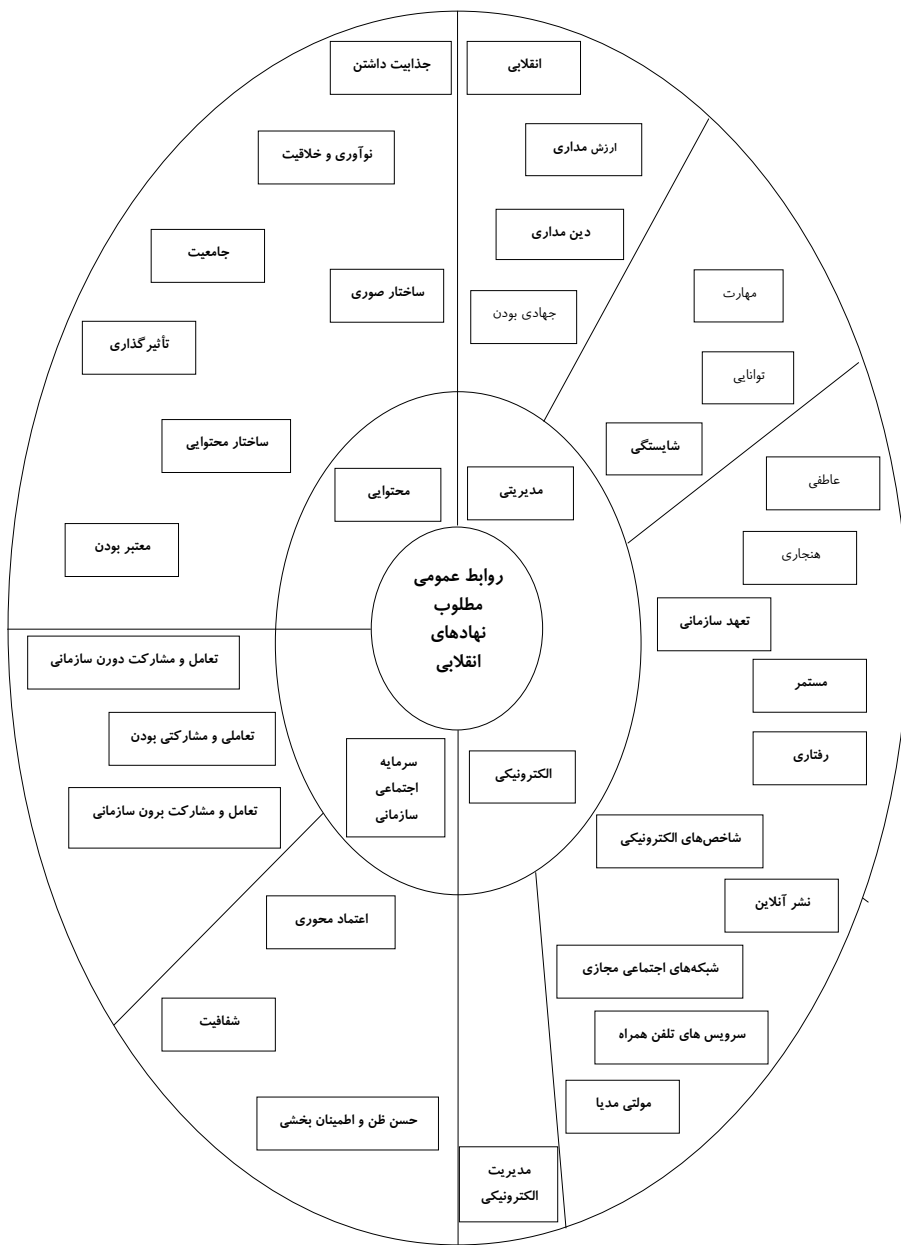 انقلابی
جذابیت داشتن
ارزش مداری
نوآوری و خلاقیت
دین مداری
جامعیت
مهارت
ساختار صوری
جهادی بودن
تأثیرگذاری
توانایی
شایستگی
ساختار محتوایی
عاطفی
مدیریتی
محتوایی
هنجاری
معتبر بودن
روابط عمومی
مطلوب
نهادهای
انقلابی
تعهد سازمانی
تعامل و مشارکت دورن سازمانی
مستمر
تعاملی و مشارکتی بودن
رفتاری
سرمایه
اجتماعی
سازمانی
الکترونیکی
تعامل و مشارکت برون سازمانی
شاخص‌های الکترونیکی
نشر آنلاین
اعتماد محوری
شبکه‌های اجتماعی مجازی
شفافیت
سرویس های تلفن همراه
مولتی مدیا
حسن ظن و اطمینان بخشی
مدیریت
الکترونیکی